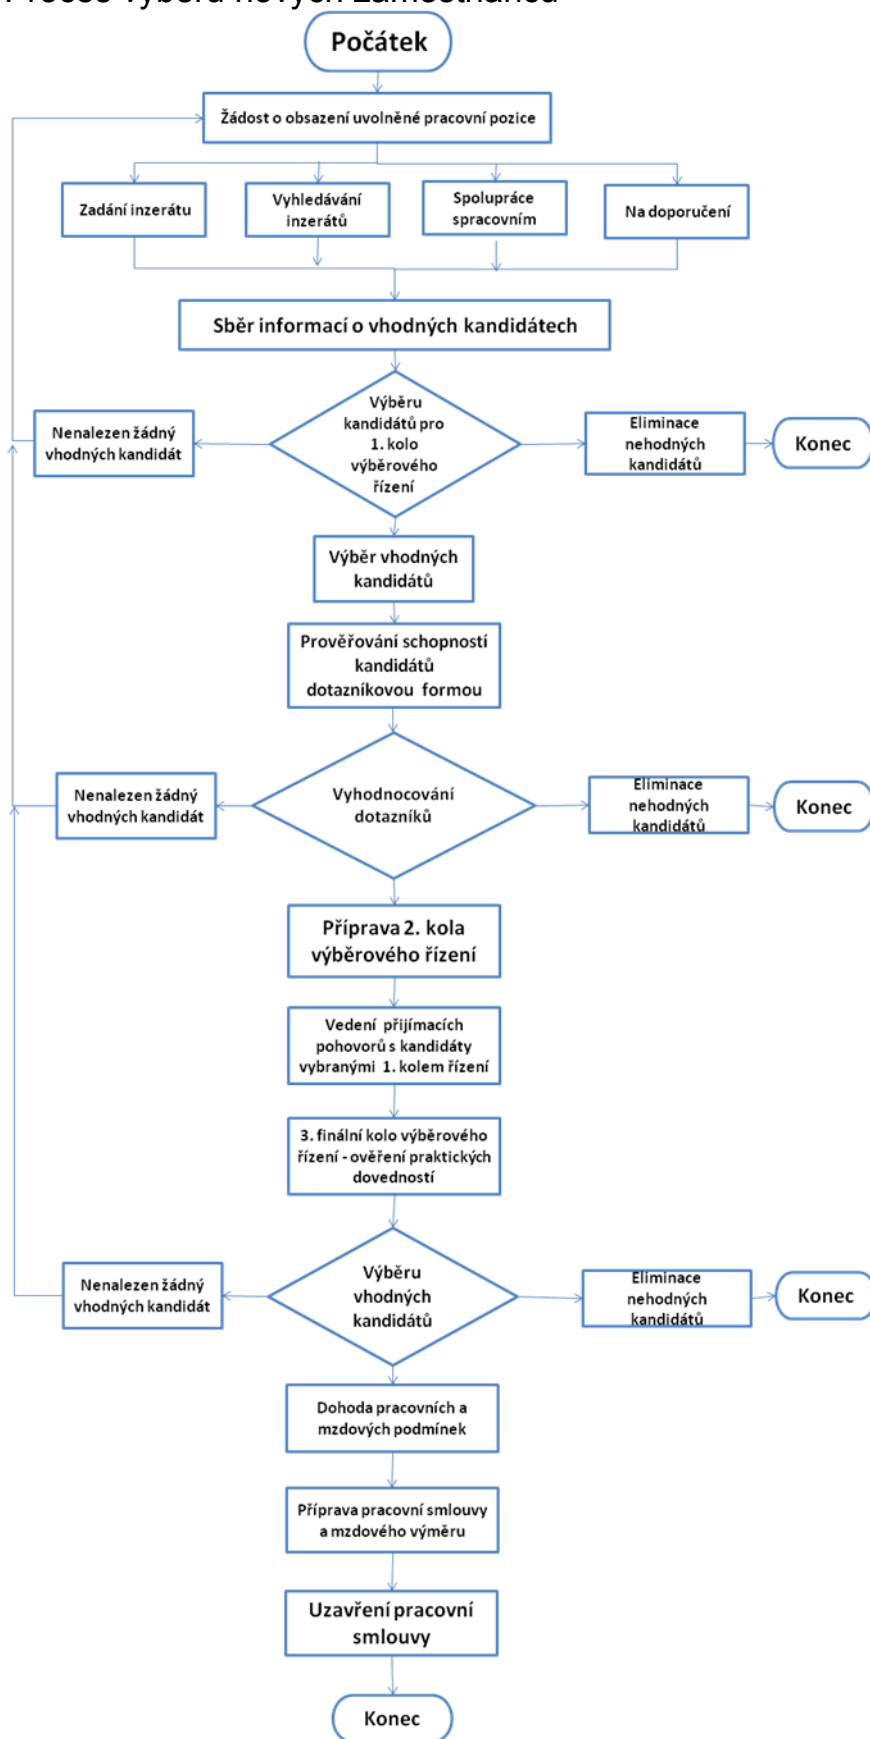 Proces výběru nových zaměstnanců
Počátek
Žádost o obsazení uvolněné pracovní pozice
Zadání inzerátu
Vyhledávání
inzerátů
Spolupráce
spracovním
Na doporučení
Sběr informací o vhodných kandidátech
Výběru
kandidátů pro
1. kolo
výběrového
řízení
Nenalezen žádný
vhodných kandidát
Eliminace
nehodných
kandidátů
Konec
Výběr vhodných
kandidátů
Prověřování schopností
kandidátů
dotazníkovou formou
Vyhodnocování
dotazníků
Nenalezen žádný
vhodných kandidát
Eliminace
nehodných
kandidátů
Konec
Příprava 2. kola
výběrového řízení
Vedení přijímacích
pohovorů s kandidáty
vybranými 1. kolem řízení
3. finální kolo výběrového
řízení - ověření praktických
dovedností
Výběru
vhodných
kandidátů
Nenalezen žádný
vhodných kandidát
Eliminace
nehodných
kandidátů
Konec
Dohoda pracovních a
mzdových podmínek
Příprava pracovní smlouvy
a mzdového výměru
Uzavření pracovní
smlouvy
Konec